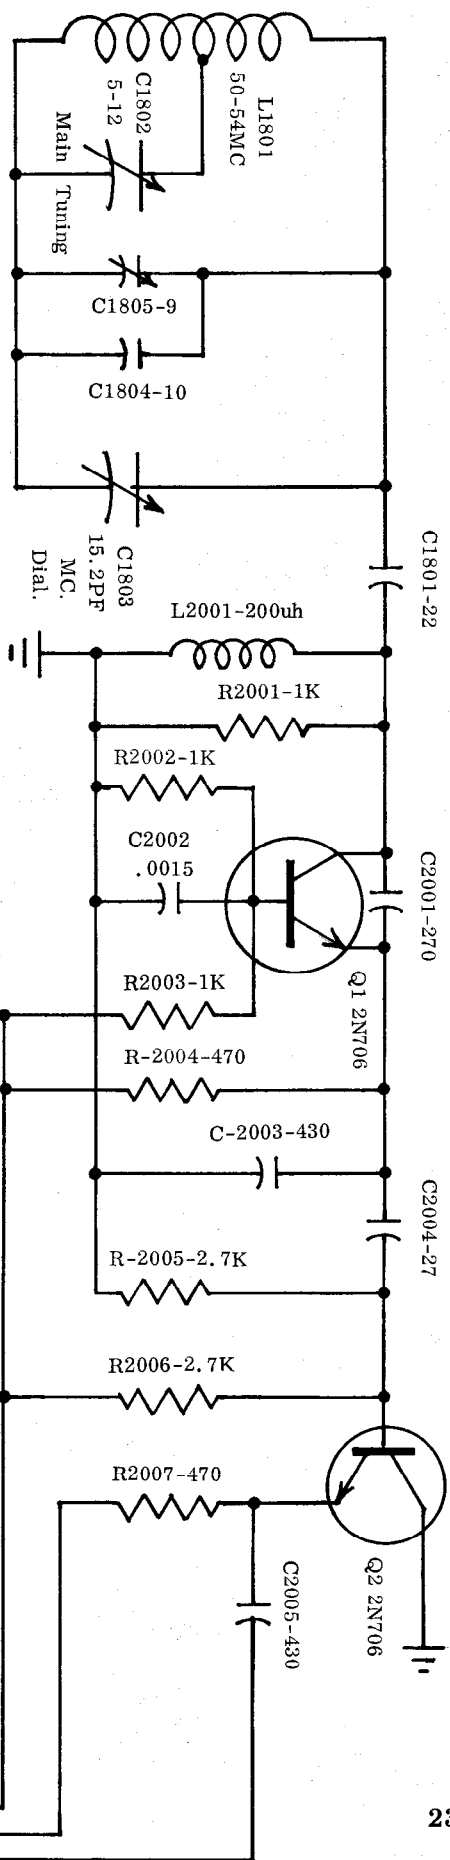 L1801
50-54MC
C1802
5-12
Main Tuning
C1805-9
C1804-10
C1803
15.2PF
MC.
Dial.
C1801-22
L2001-200uh
R2001-1K
R2002-1K
C2002
.0015
C2001-270
Q1 2N706
R2003-1K
R-2004-470
C-2003-430
C2004-27
R-2005-2.7K
R2006-2.7K
R2007-470
Q2 2N706
C2005-430